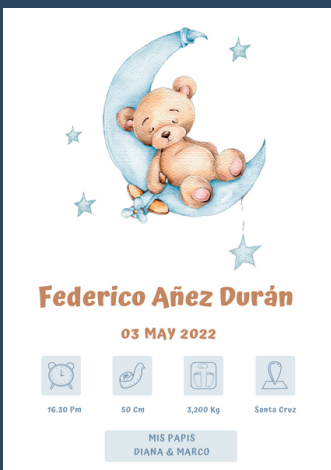 Federico Añez Durán
03 MAY 2022
16.30 Pm
50 Cm
3,200 Kg
Santa Cruz
MIS PAPIS
DIANA & MARCO